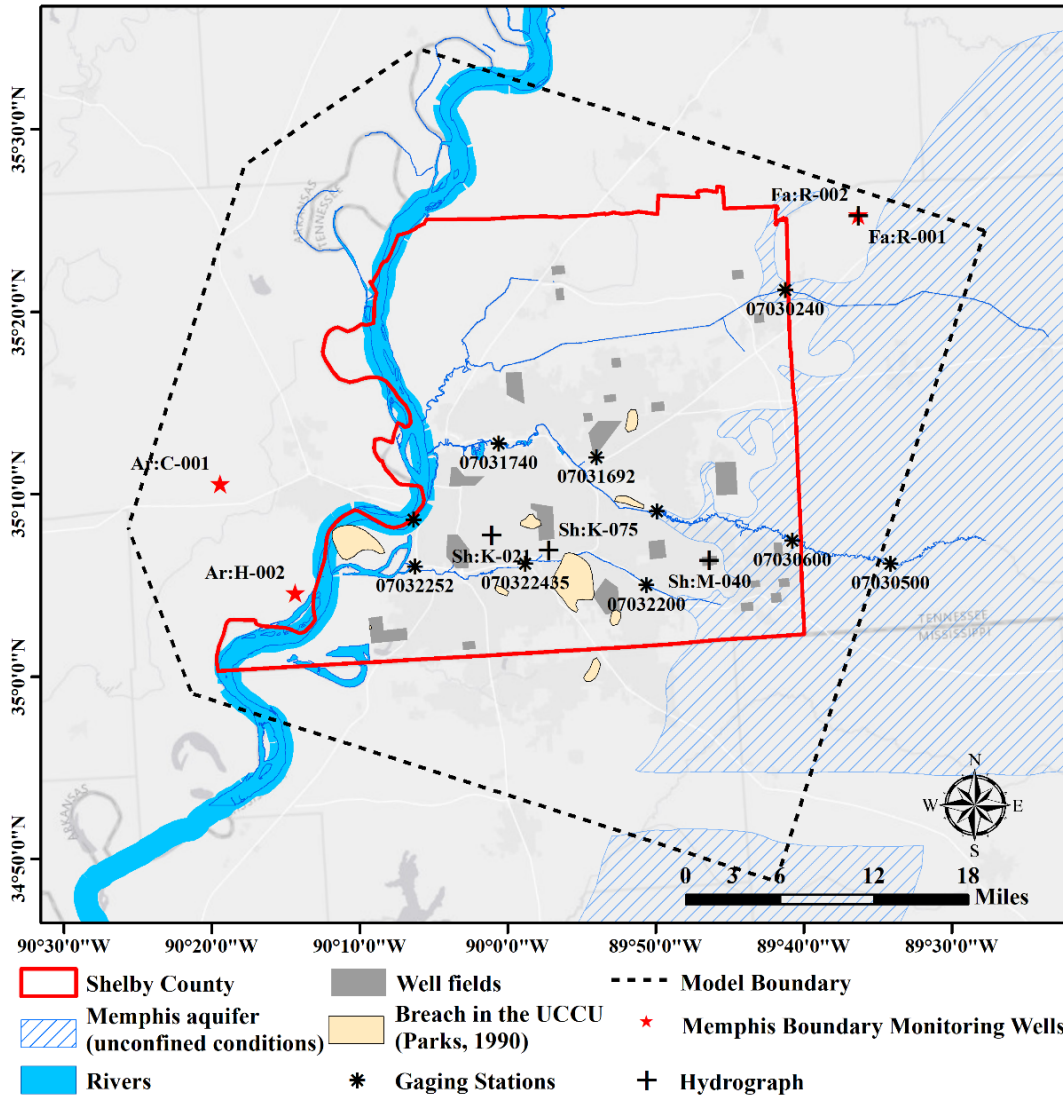 35°30'0"N
35°20'0"N
35°10'0"N
35°0'0"N
34°50'0"N
ARKANSAS
TENNESSEE
Fa:R-002
Fa:R-001
07030240
07031740
07031692
Ar:C-001
Sh:K-075
Sh:K-021
Ar:H-002
07032252
070322435
07032200
Sh:M-040
07030600
07030500
TENNESSEE
MISSISSIPPI
ARKANSAS
N
W E
S
0 3 6 12 18
Miles
90°30'0"W 90°20'0"W 90°10'0"W 90°0'0"W 89°50'0"W 89°40'0"W 89°30'0"W
Shelby County
Well fields
Model Boundary
Memphis aquifer
(unconfined conditions)
Breach in the UCCU
(Parks, 1990)
Memphis Boundary Monitoring Wells
Rivers
Gaging Stations
Hydrograph